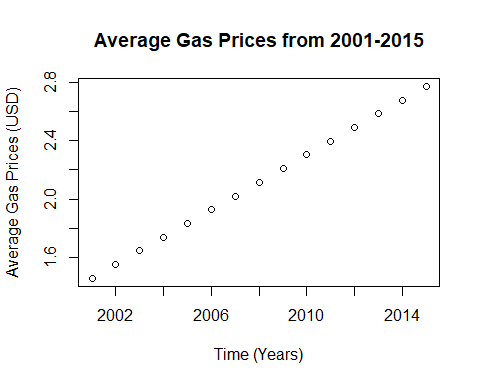 Average Gas Prices from 2001-2015
Average Gas Prices (USD)
2.8
2.4
2.0
1.6
2002 2006 2010 2014
Time (Years)